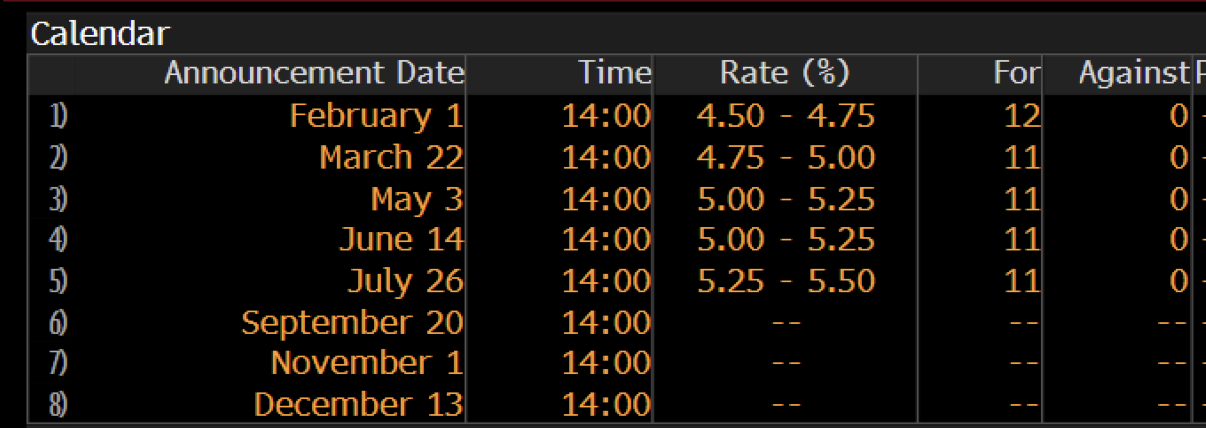 Calendar
Announcement Date Time Rate (%) For Against
1) February 1 14:00 4.50 - 4.75 12 0
2) March 22 14:00 4.75 - 5.00 11 0
3) May 3 14:00 5.00 - 5.25 11 0
4) June 14 14:00 5.00 - 5.25 11 0
5) July 26 14:00 5.25 - 5.50 11 0
6) September 20 14:00 -- -- --
7) November 1 14:00 -- -- --
8) December 13 14:00 -- -- --